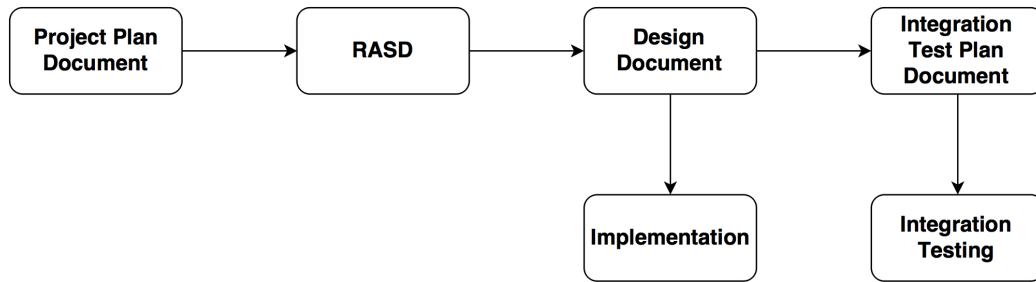 Project Plan
Document
RASD
Design
Document
Integration
Test Plan
Document
Implementation
Integration
Testing